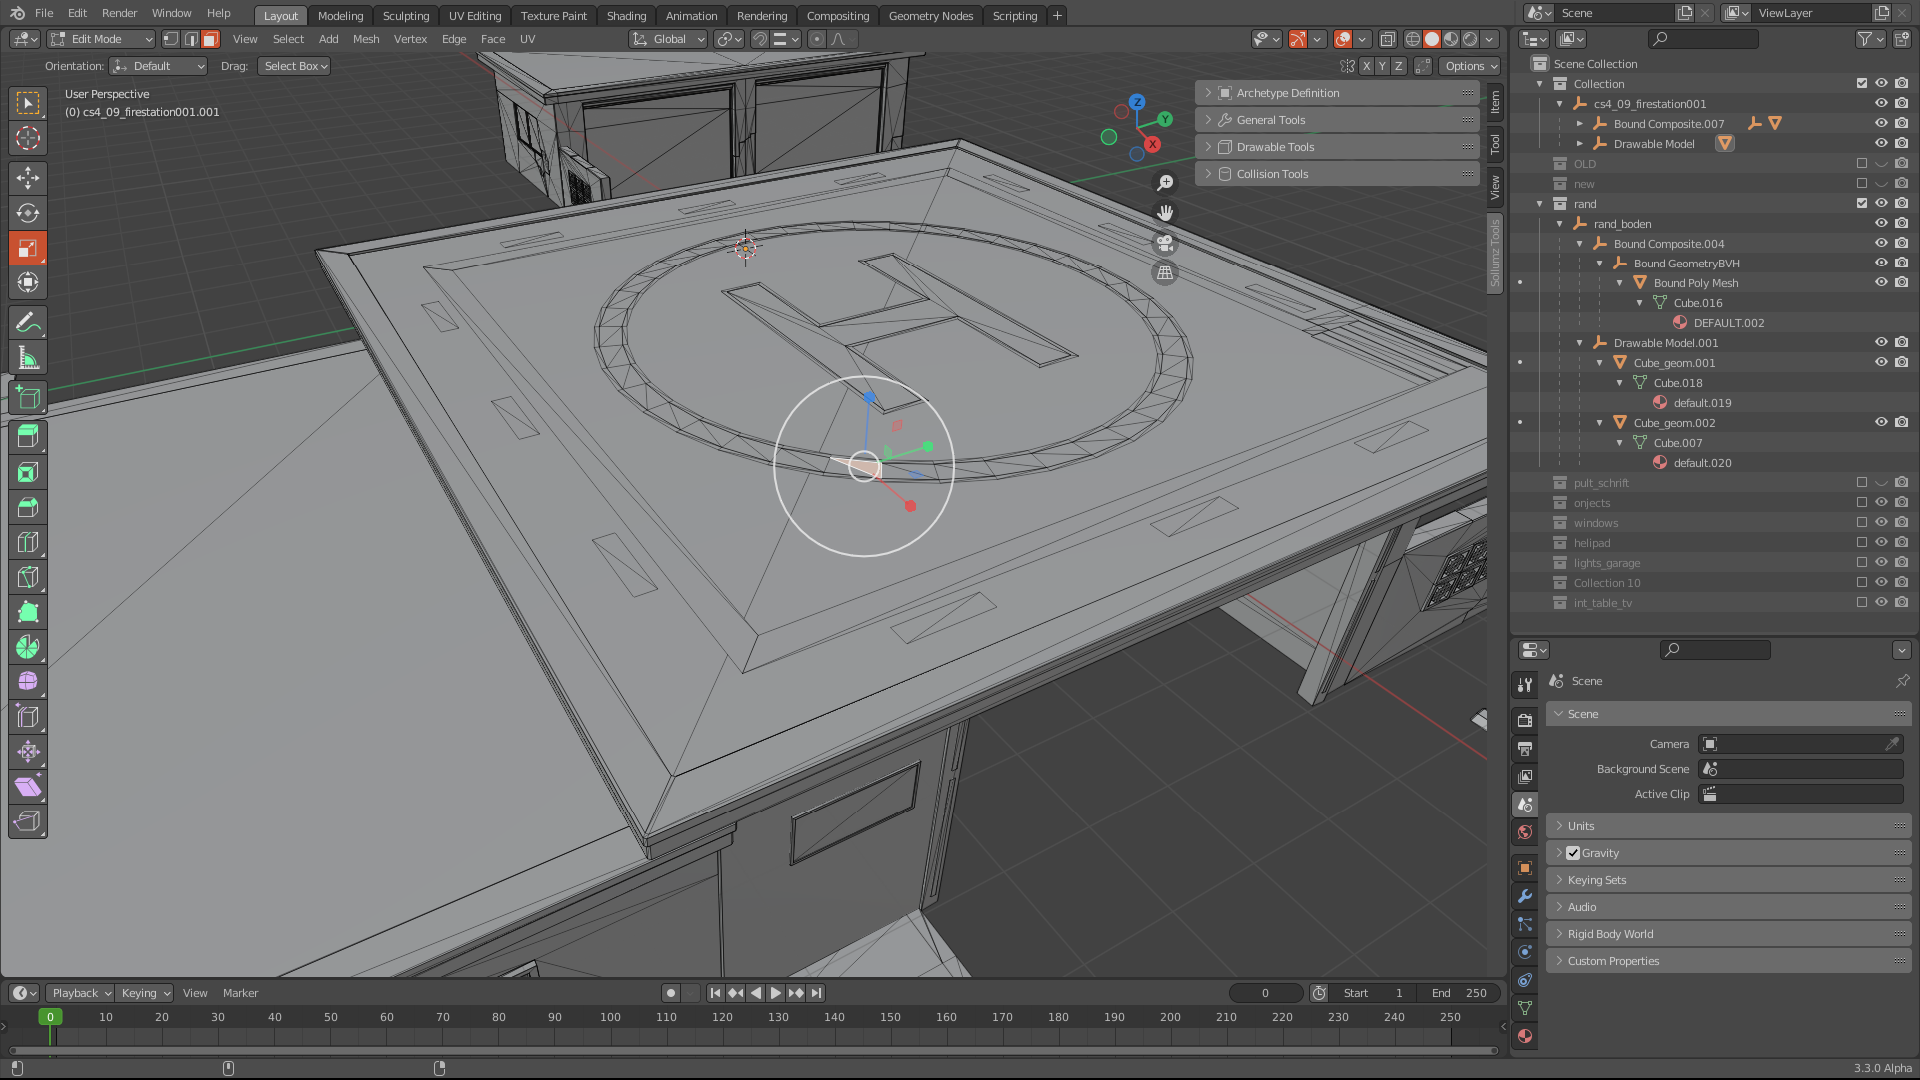 File Edit Render Window Help Layout Modeling Sculpting UV Editing Texture Paint Shading Animation Rendering Compositing Geometry Nodes Scripting + Scene ViewLayer
Edit Mode View Select Add Mesh Vertex Edge Face UV Global
Orientation: Default Drag: Select Box X Y Z Options
User Perspective
(0) cs4_09_firestation001.001
Z
Y
X
Archetype Definition
General Tools
Drawable Tools
Collision Tools
Item
Tool
View
Sollumz Tools
Scene Collection
Collection
cs4_09_firestation001
Bound Composite.007
Drawable Model
OLD
new
rand
rand_boden
Bound Composite.004
Bound GeometryBVH
Bound Poly Mesh
Cube.016
DEFAULT.002
Drawable Model.001
Cube_geom.001
Cube.018
default.019
Cube_geom.002
Cube.007
default.020
pult_schrift
onjects
windows
helipad
lights_garage
Collection 10
int_table_tv
Scene
Scene
Camera
Background Scene
Active Clip
Units
Gravity
Keying Sets
Audio
Rigid Body World
Custom Properties
Playback Keying View Marker 0 Start 1 End 250
0 10 20 30 40 50 60 70 80 90 100 110 120 130 140 150 160 170 180 190 200 210 220 230 240 250
3.3.0 Alpha